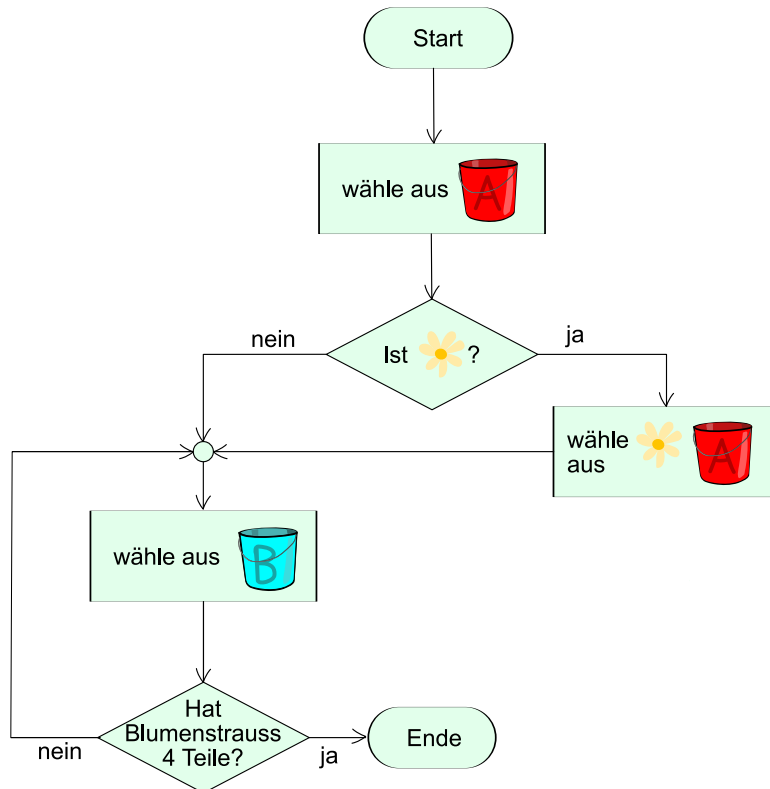 Start
wähle aus A
nein
Ist ?
ja
wähle
aus A
wähle aus B
Hat
Blumenstrauss
4 Teile?
nein
ja
Ende